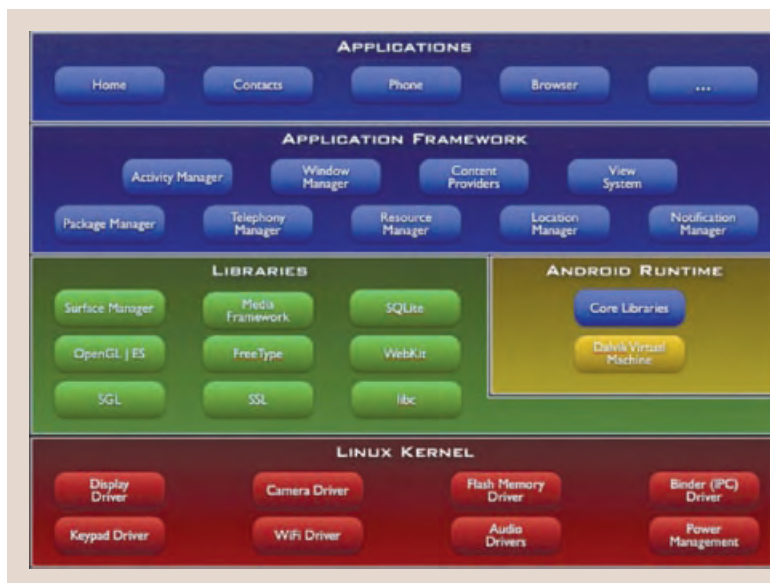 APPLICATIONS
Home Contacts Phone Browser ...
APPLICATION FRAMEWORK
Activity Manager Window Manager Content Providers View System
Package Manager Telephony Manager Resource Manager Location Manager Notification Manager
LIBRARIES
Surface Manager Media Framework SQLite
OpenGL | ES FreeType WebKit
SGL SSL libc
ANDROID RUNTIME
Core Libraries
Dalvik Virtual Machine
LINUX KERNEL
Display Driver Camera Driver Flash Memory Driver Binder (IPC) Driver
Keypad Driver WiFi Driver Audio Drivers Power Management